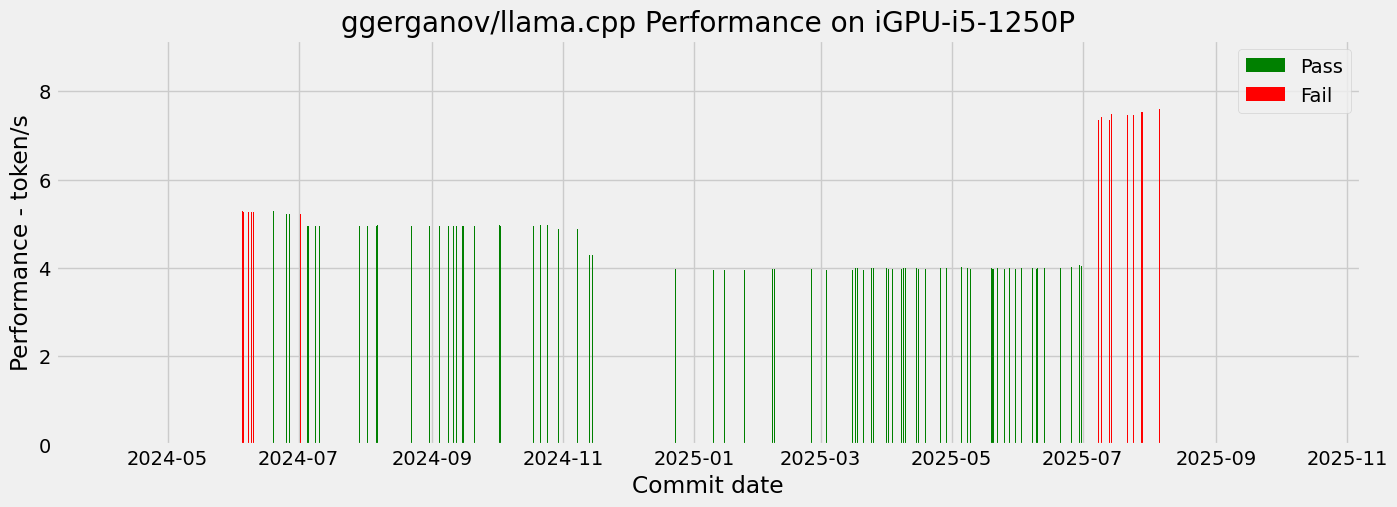 ggerganov/llama.cpp Performance on iGPU-i5-1250P
Pass
Fail
Performance - token/s
8
6
4
2
0
2024-05 2024-07 2024-09 2024-11 2025-01 2025-03 2025-05 2025-07 2025-09 2025-11
Commit date